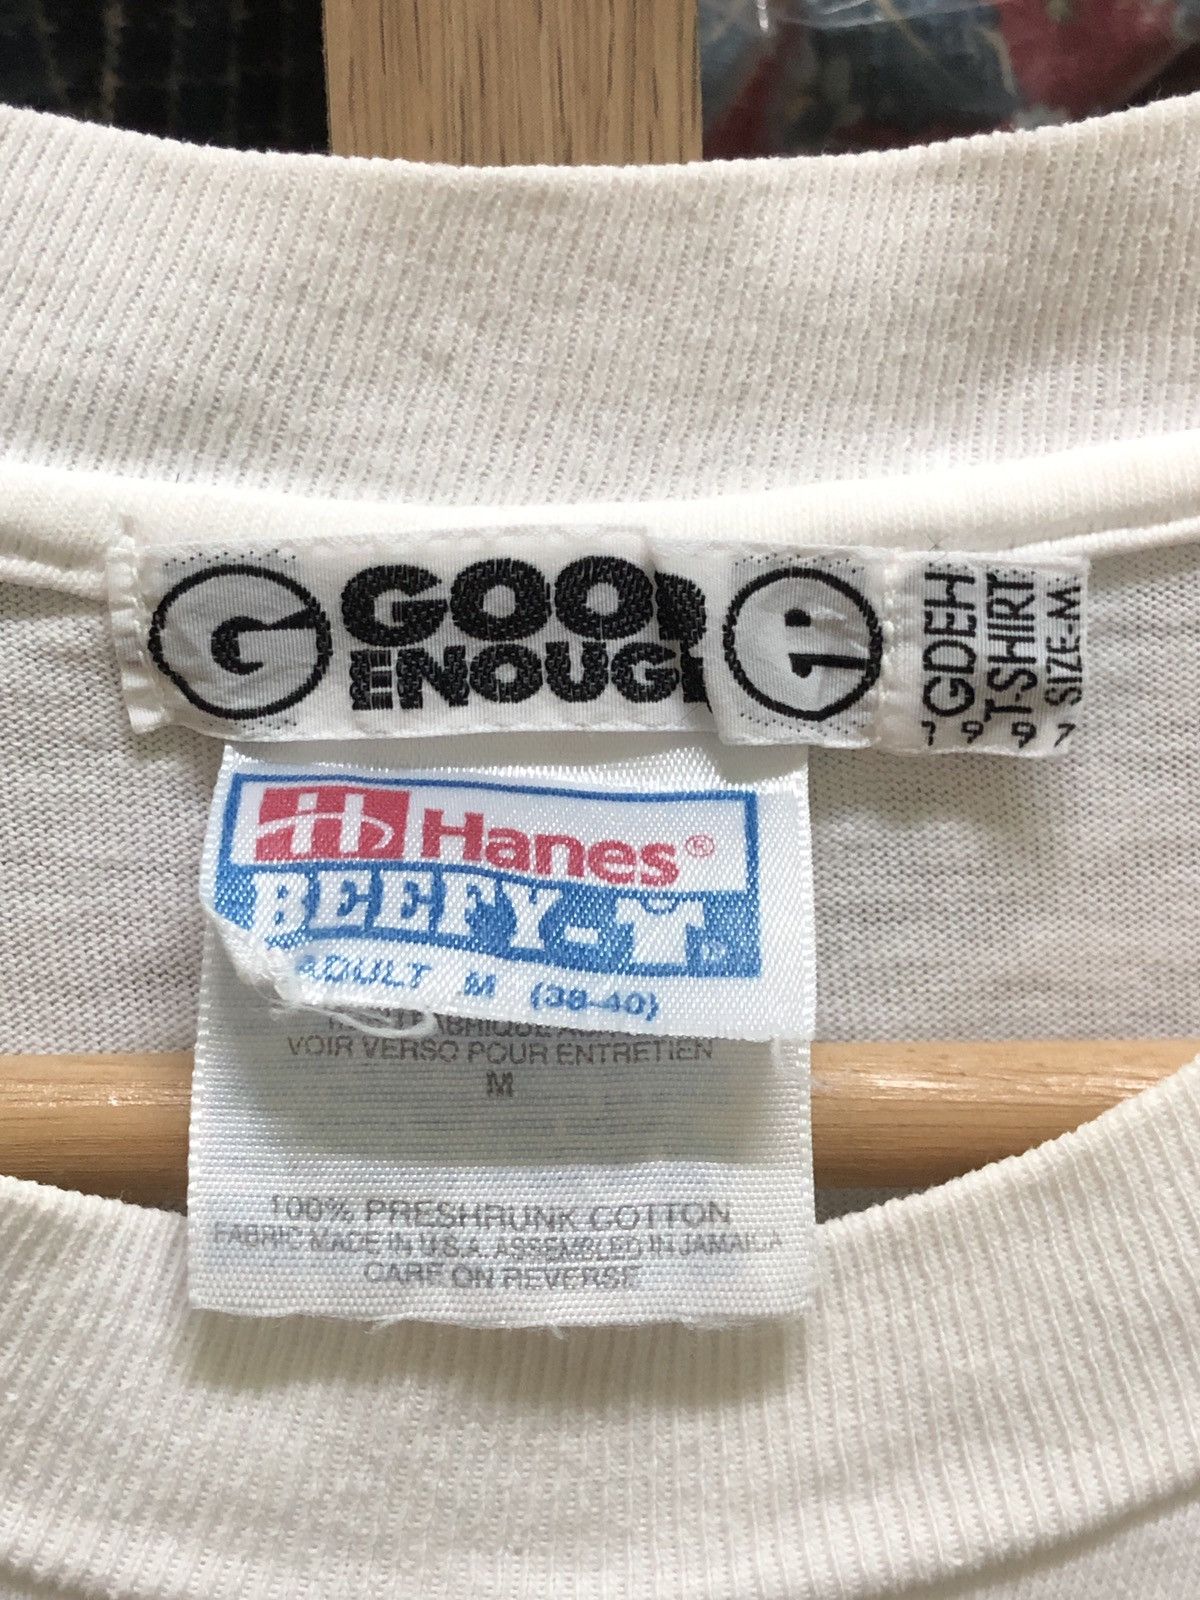 G GOOD
ENOUGH
GDEH
T-SHIRT
SIZE-M
1997
Hanes®
BEEFY-T®
ADULT M (38-40)
VOIR VERSO POUR ENTRETIEN
M
100% PRESHRUNK COTTON
FABRIC MADE IN U.S.A. ASSEMBLED IN JAMAICA
CARE ON REVERSE